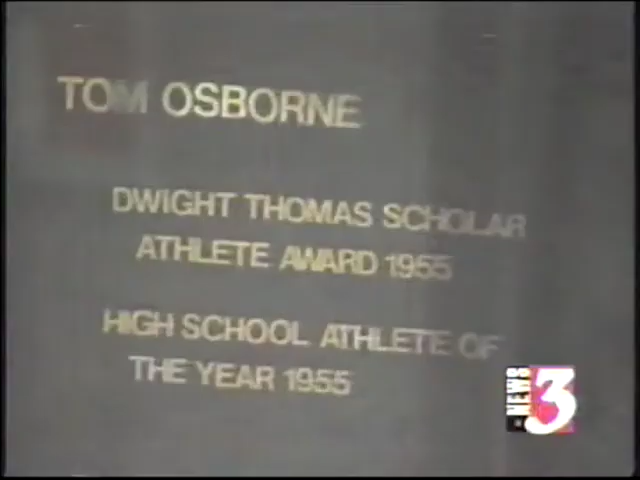 TOM OSBORNE
DWIGHT THOMAS SCHOLAR
ATHLETE AWARD 1955
HIGH SCHOOL ATHLETE OF
THE YEAR 1955
NEWS 3